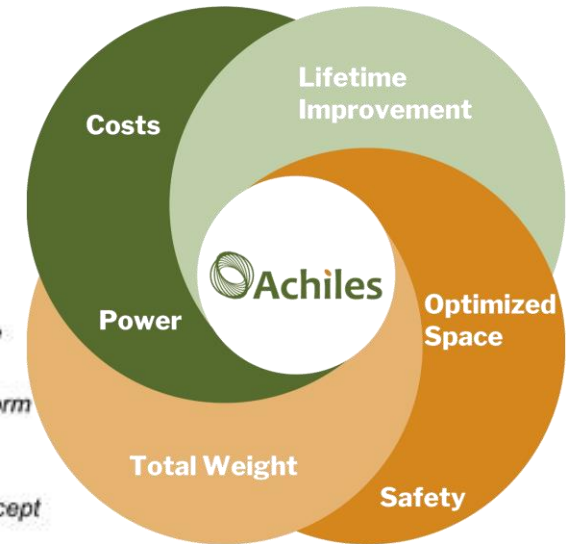 Lifetime
Improvement
Costs
Achiles
Optimized
Space
Power
Total Weight
Safety